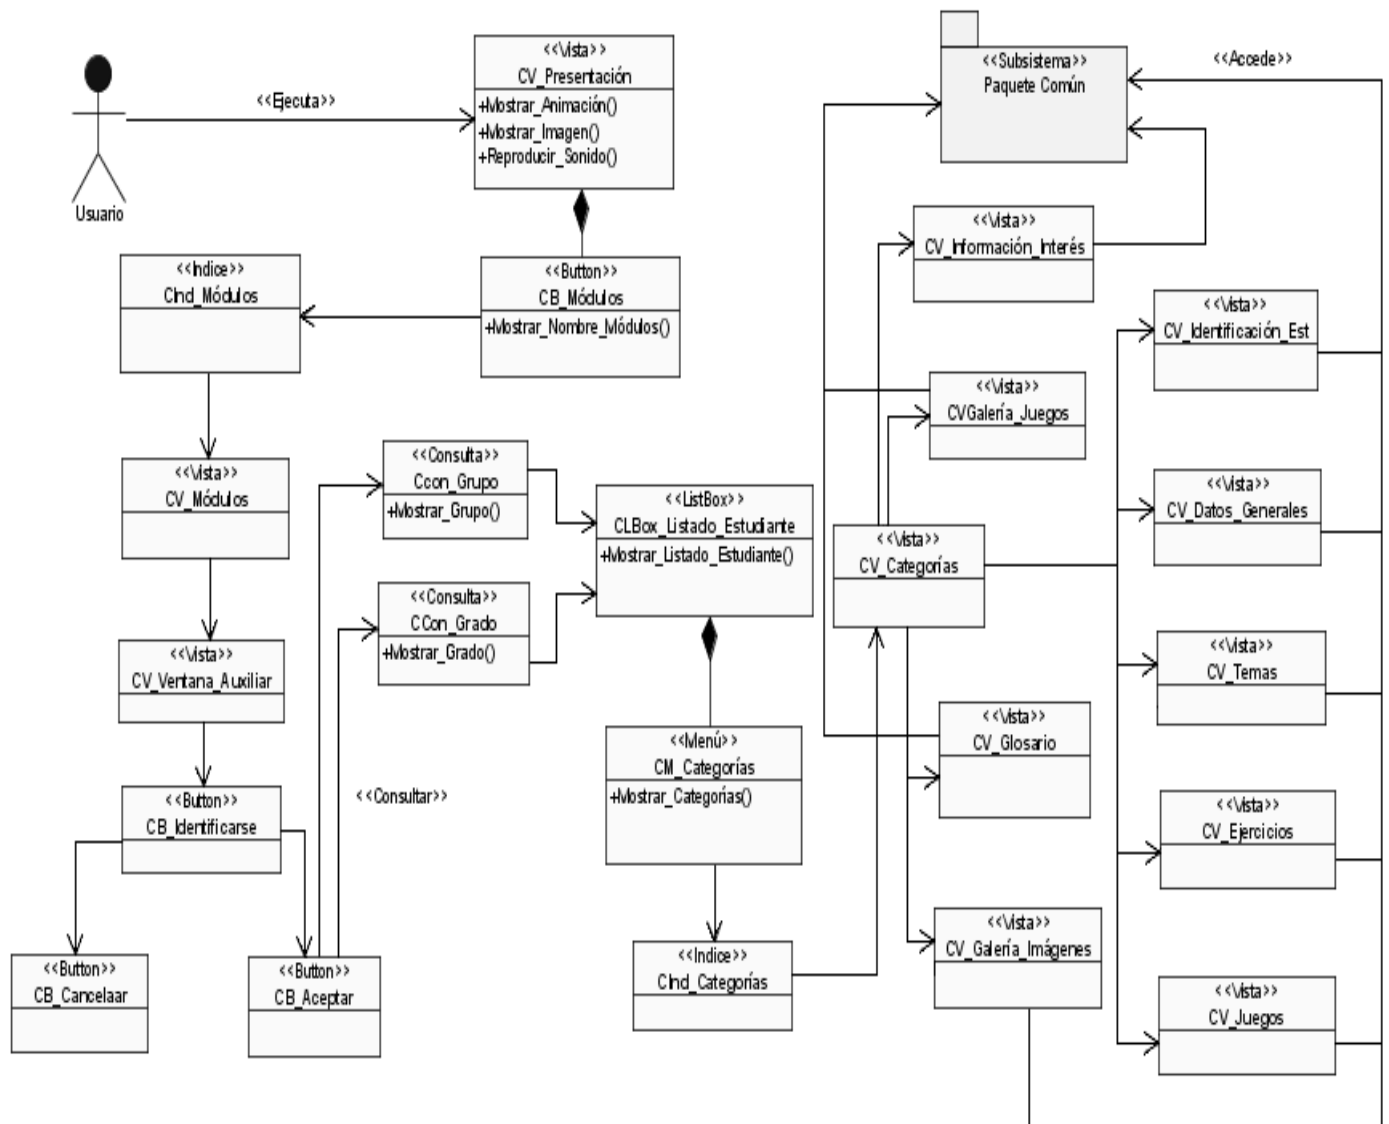 <<Vista>>
CV_Presentación
+Mostrar_Animación()
+Mostrar_Imagen()
+Reproducir_Sonido()
<<Ejecuta>>
Usuario
<<Subsistema>>
Paquete Común
<<Accede>>
<<Indice>>
CInd_Módulos
<<Button>>
CB_Módulos
+Mostrar_Nombre_Módulos()
<<Vista>>
CV_Información_Interés
<<Vista>>
CV_Identificación_Est
<<Vista>>
CVGalería_Juegos
<<Vista>>
CV_Módulos
<<Consulta>>
Ccon_Grupo
+Mostrar_Grupo()
<<ListBox>>
CLBox_Listado_Estudiante
+Mostrar_Listado_Estudiante()
<<Vista>>
CV_Datos_Generales
<<Vista>>
CV_Categorías
<<Consulta>>
CCon_Grado
+Mostrar_Grado()
<<Vista>>
CV_Ventana_Auxiliar
<<Vista>>
CV_Temas
<<Menú>>
CM_Categorías
+Mostrar_Categorías()
<<Vista>>
CV_Glosario
<<Button>>
CB_Identificarse
<<Consultar>>
<<Vista>>
CV_Ejercicios
<<Vista>>
CV_Galería_Imágenes
<<Button>>
CB_Cancelaar
<<Button>>
CB_Aceptar
<<Indice>>
CInd_Categorías
<<Vista>>
CV_Juegos